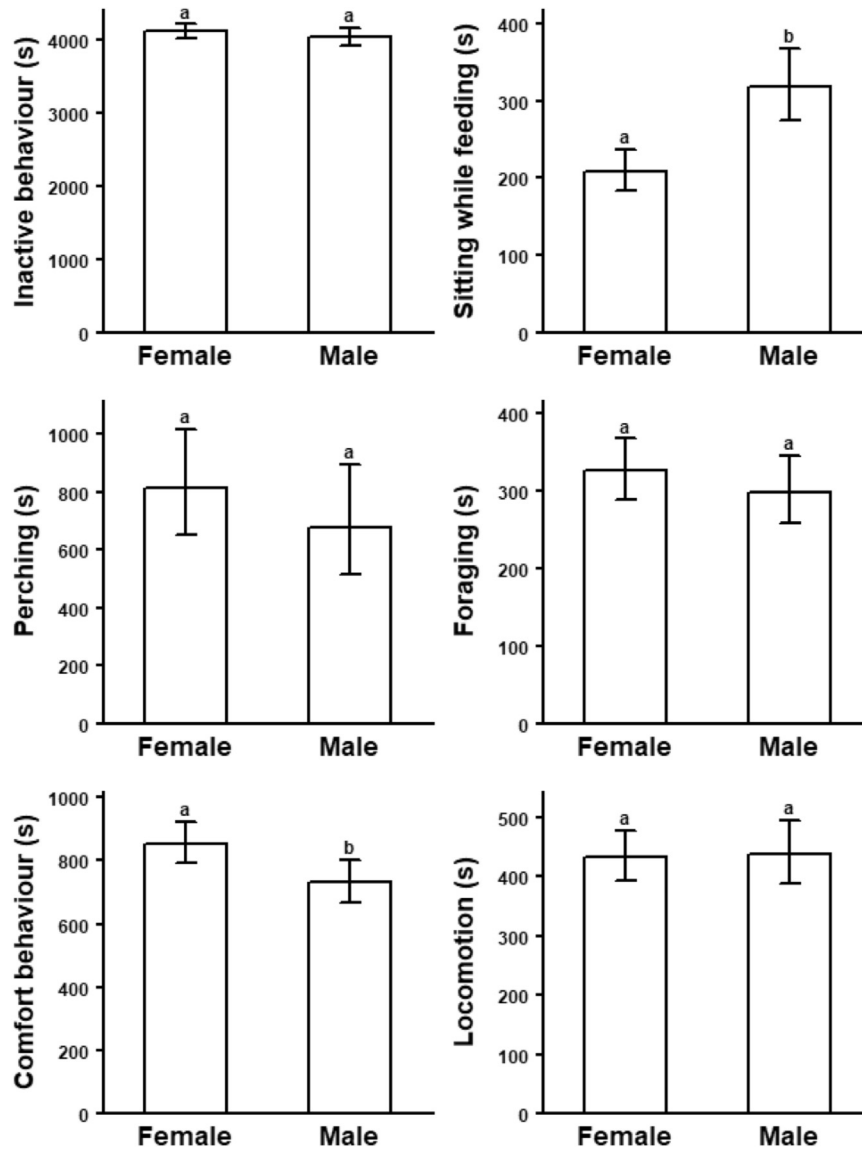 Inactive behaviour (s)
4000
3000
2000
1000
0
a
a
Female
Male
Sitting while feeding (s)
400
300
200
100
0
a
b
Female
Male
Perching (s)
1000
800
600
400
200
0
a
a
Female
Male
Foraging (s)
400
300
200
100
0
a
a
Female
Male
Comfort behaviour (s)
1000
800
600
400
200
0
a
b
Female
Male
Locomotion (s)
500
400
300
200
100
0
a
a
Female
Male